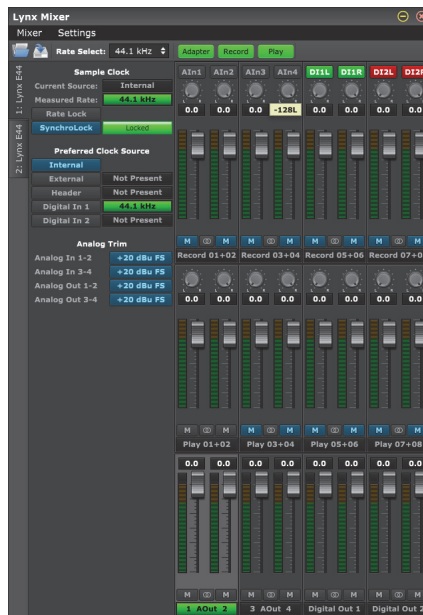 Lynx Mixer
Mixer Settings
Rate Select: 44.1 kHz Adapter Record Play
1: Lynx E44
2: Lynx E44
Sample Clock
Current Source: Internal
Measured Rate: 44.1 kHz
Rate Lock
SynchroLock Locked
Preferred Clock Source
Internal
External Not Present
Header Not Present
Digital In 1 44.1 kHz
Digital In 2 Not Present
Analog Trim
Analog In 1-2 +20 dBu FS
Analog In 3-4 +20 dBu FS
Analog Out 1-2 +20 dBu FS
Analog Out 3-4 +20 dBu FS
AIn1 AIn2 AIn3 AIn4 DI1L DI1R DI2L DI2R
L R L R L R L R L R L R L R L R
0.0 0.0 0.0 -128L 0.0 0.0 0.0 0.0
M M M M M M M
Record 01+02 Record 03+04 Record 05+06 Record 07+0
L R L R L R L R L R L R L R L R
0.0 0.0 0.0 0.0 0.0 0.0 0.0 0.0
M M M M M M M
Play 01+02 Play 03+04 Play 05+06 Play 07+08
0.0 0.0 0.0 0.0 0.0 0.0 0.0 0.0
M M M M M M M
1 AOut 2 3 AOut 4 Digital Out 1 Digital Out 2